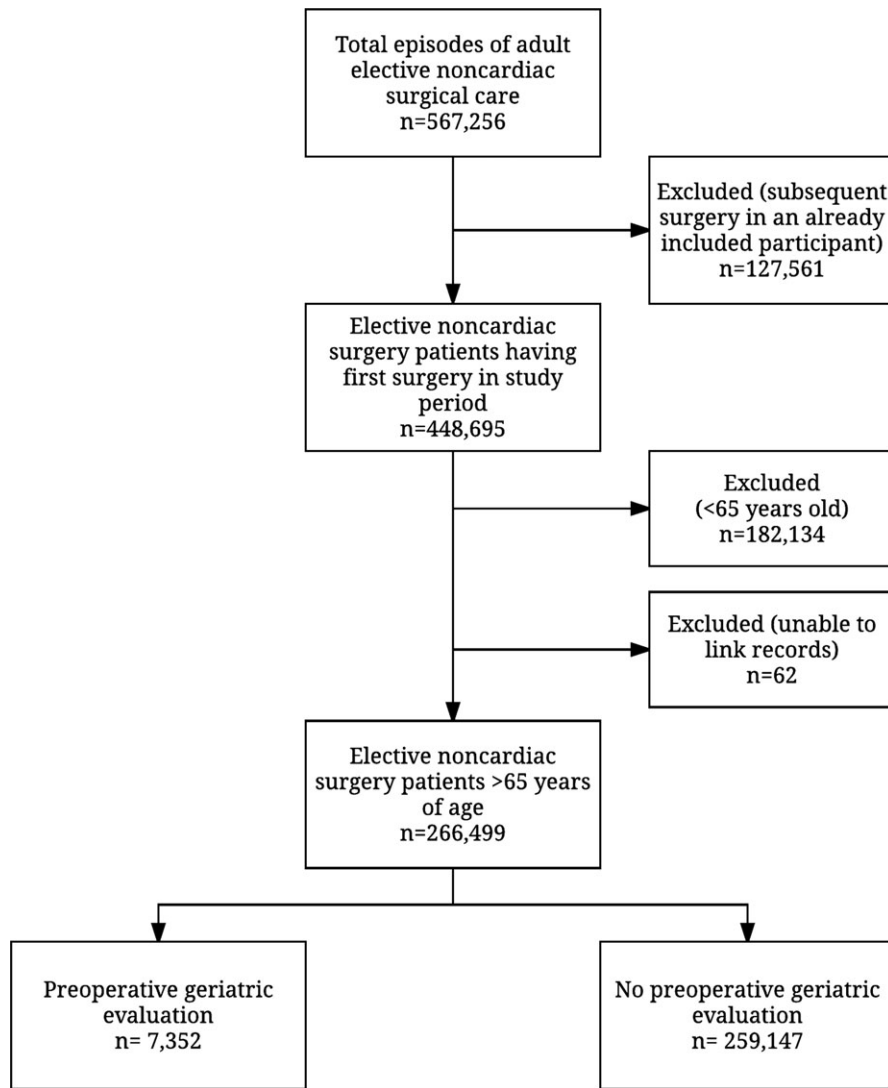 Total episodes of adult
elective noncardiac
surgical care
n=567,256
Excluded (subsequent
surgery in an already
included participant)
n=127,561
Elective noncardiac
surgery patients having
first surgery in study
period
n=448,695
Excluded
(<65 years old)
n=182,134
Excluded (unable to
link records)
n=62
Elective noncardiac
surgery patients >65 years
of age
n=266,499
Preoperative geriatric
evaluation
n= 7,352
No preoperative geriatric
evaluation
n= 259,147